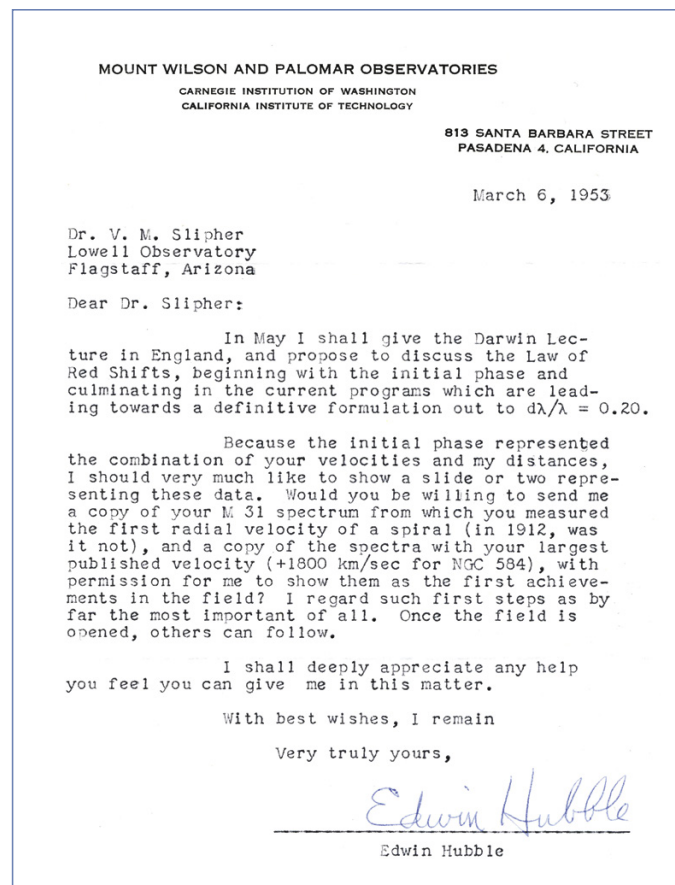 MOUNT WILSON AND PALOMAR OBSERVATORIES
CARNEGIE INSTITUTION OF WASHINGTON
CALIFORNIA INSTITUTE OF TECHNOLOGY
813 SANTA BARBARA STREET
PASADENA 4, CALIFORNIA
March 6, 1953
Dr. V. M. Slipher
Lowell Observatory
Flagstaff, Arizona
Dear Dr. Slipher:
In May I shall give the Darwin Lec-
ture in England, and propose to discuss the Law of
Red Shifts, beginning with the initial phase and
culminating in the current programs which are lead-
ing towards a definitive formulation out to dλ/λ = 0.20.
Because the initial phase represented
the combination of your velocities and my distances,
I should very much like to show a slide or two repre-
senting these data. Would you be willing to send me
a copy of your M 31 spectrum from which you measured
the first radial velocity of a spiral (in 1912, was
it not), and a copy of the spectra with your largest
published velocity (+1800 km/sec for NGC 584), with
permission for me to show them as the first achieve-
ments in the field? I regard such first steps as by
far the most important of all. Once the field is
opened, others can follow.
I shall deeply appreciate any help
you feel you can give me in this matter.
With best wishes, I remain
Very truly yours,
Edwin Hubble
Edwin Hubble